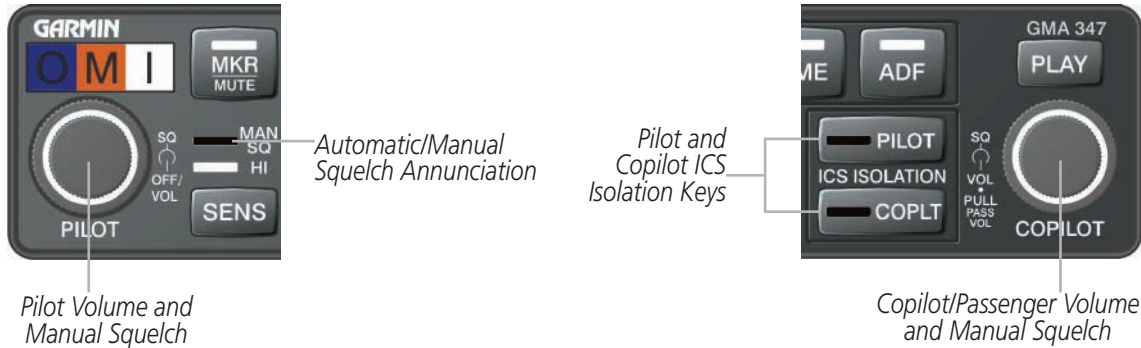 GARMIN
O M I
MKR
MUTE
SQ
OFF/
VOL
MAN
SQ
HI
SENS
PILOT
Automatic/Manual
Squelch Annunciation
Pilot Volume and
Manual Squelch
GMA 347
ME
ADF
PLAY
Pilot and
Copilot ICS
Isolation Keys
PILOT
ICS ISOLATION
COPLT
SQ
VOL
PULL
PASS
VOL
COPILOT
Copilot/Passenger Volume
and Manual Squelch